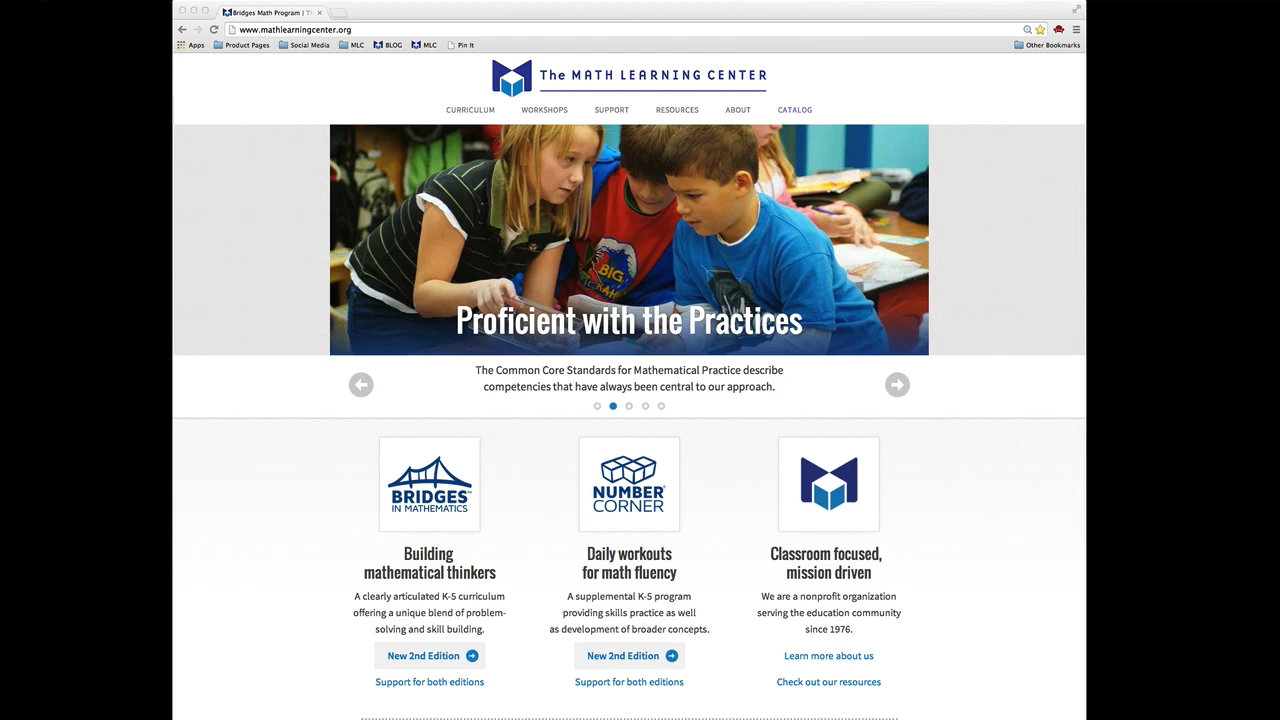 Bridges Math Program | Th
www.mathlearningcenter.org
Apps Product Pages Social Media MLC BLOG MLC Pin It Other Bookmarks
The MATH LEARNING CENTER
CURRICULUM WORKSHOPS SUPPORT RESOURCES ABOUT CATALOG
BIG
Proficient with the Practices
The Common Core Standards for Mathematical Practice describe
competencies that have always been central to our approach.
BRIDGES™
IN MATHEMATICS
NUMBER®
CORNER
Building
mathematical thinkers
Daily workouts
for math fluency
Classroom focused,
mission driven
A clearly articulated K-5 curriculum
offering a unique blend of problem-
solving and skill building.
A supplemental K-5 program
providing skills practice as well
as development of broader concepts.
We are a nonprofit organization
serving the education community
since 1976.
New 2nd Edition
New 2nd Edition
Learn more about us
Support for both editions
Support for both editions
Check out our resources